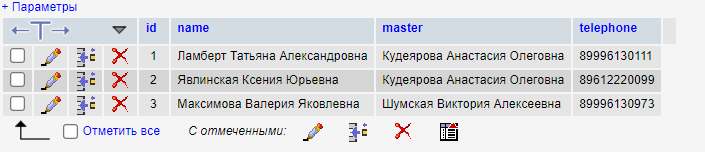 + Параметры
id name master telephone
1 Ламберт Татьяна Александровна Кудеярова Анастасия Олеговна 89996130111
2 Явлинская Ксения Юрьевна Кудеярова Анастасия Олеговна 89612220099
3 Максимова Валерия Яковлевна Шумская Виктория Алексеевна 89996130973
Отметить все С отмеченными: